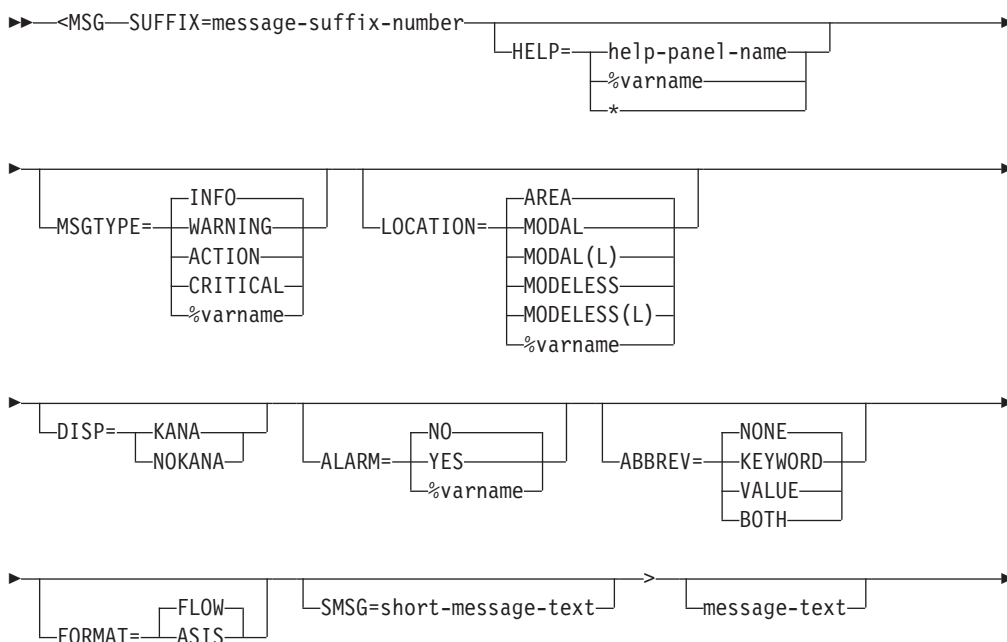 <MSG SUFFIX=message-suffix-number
HELP= help-panel-name
%varname
*
MSGTYPE= INFO
WARNING
ACTION
CRITICAL
%varname
LOCATION= AREA
MODAL
MODAL(L)
MODELESS
MODELESS(L)
%varname
DISP= KANA
NOKANA
ALARM= NO
YES
%varname
ABBREV= NONE
KEYWORD
VALUE
BOTH
FORMAT= FLOW
ASIS
SMSG=short-message-text
>
message-text